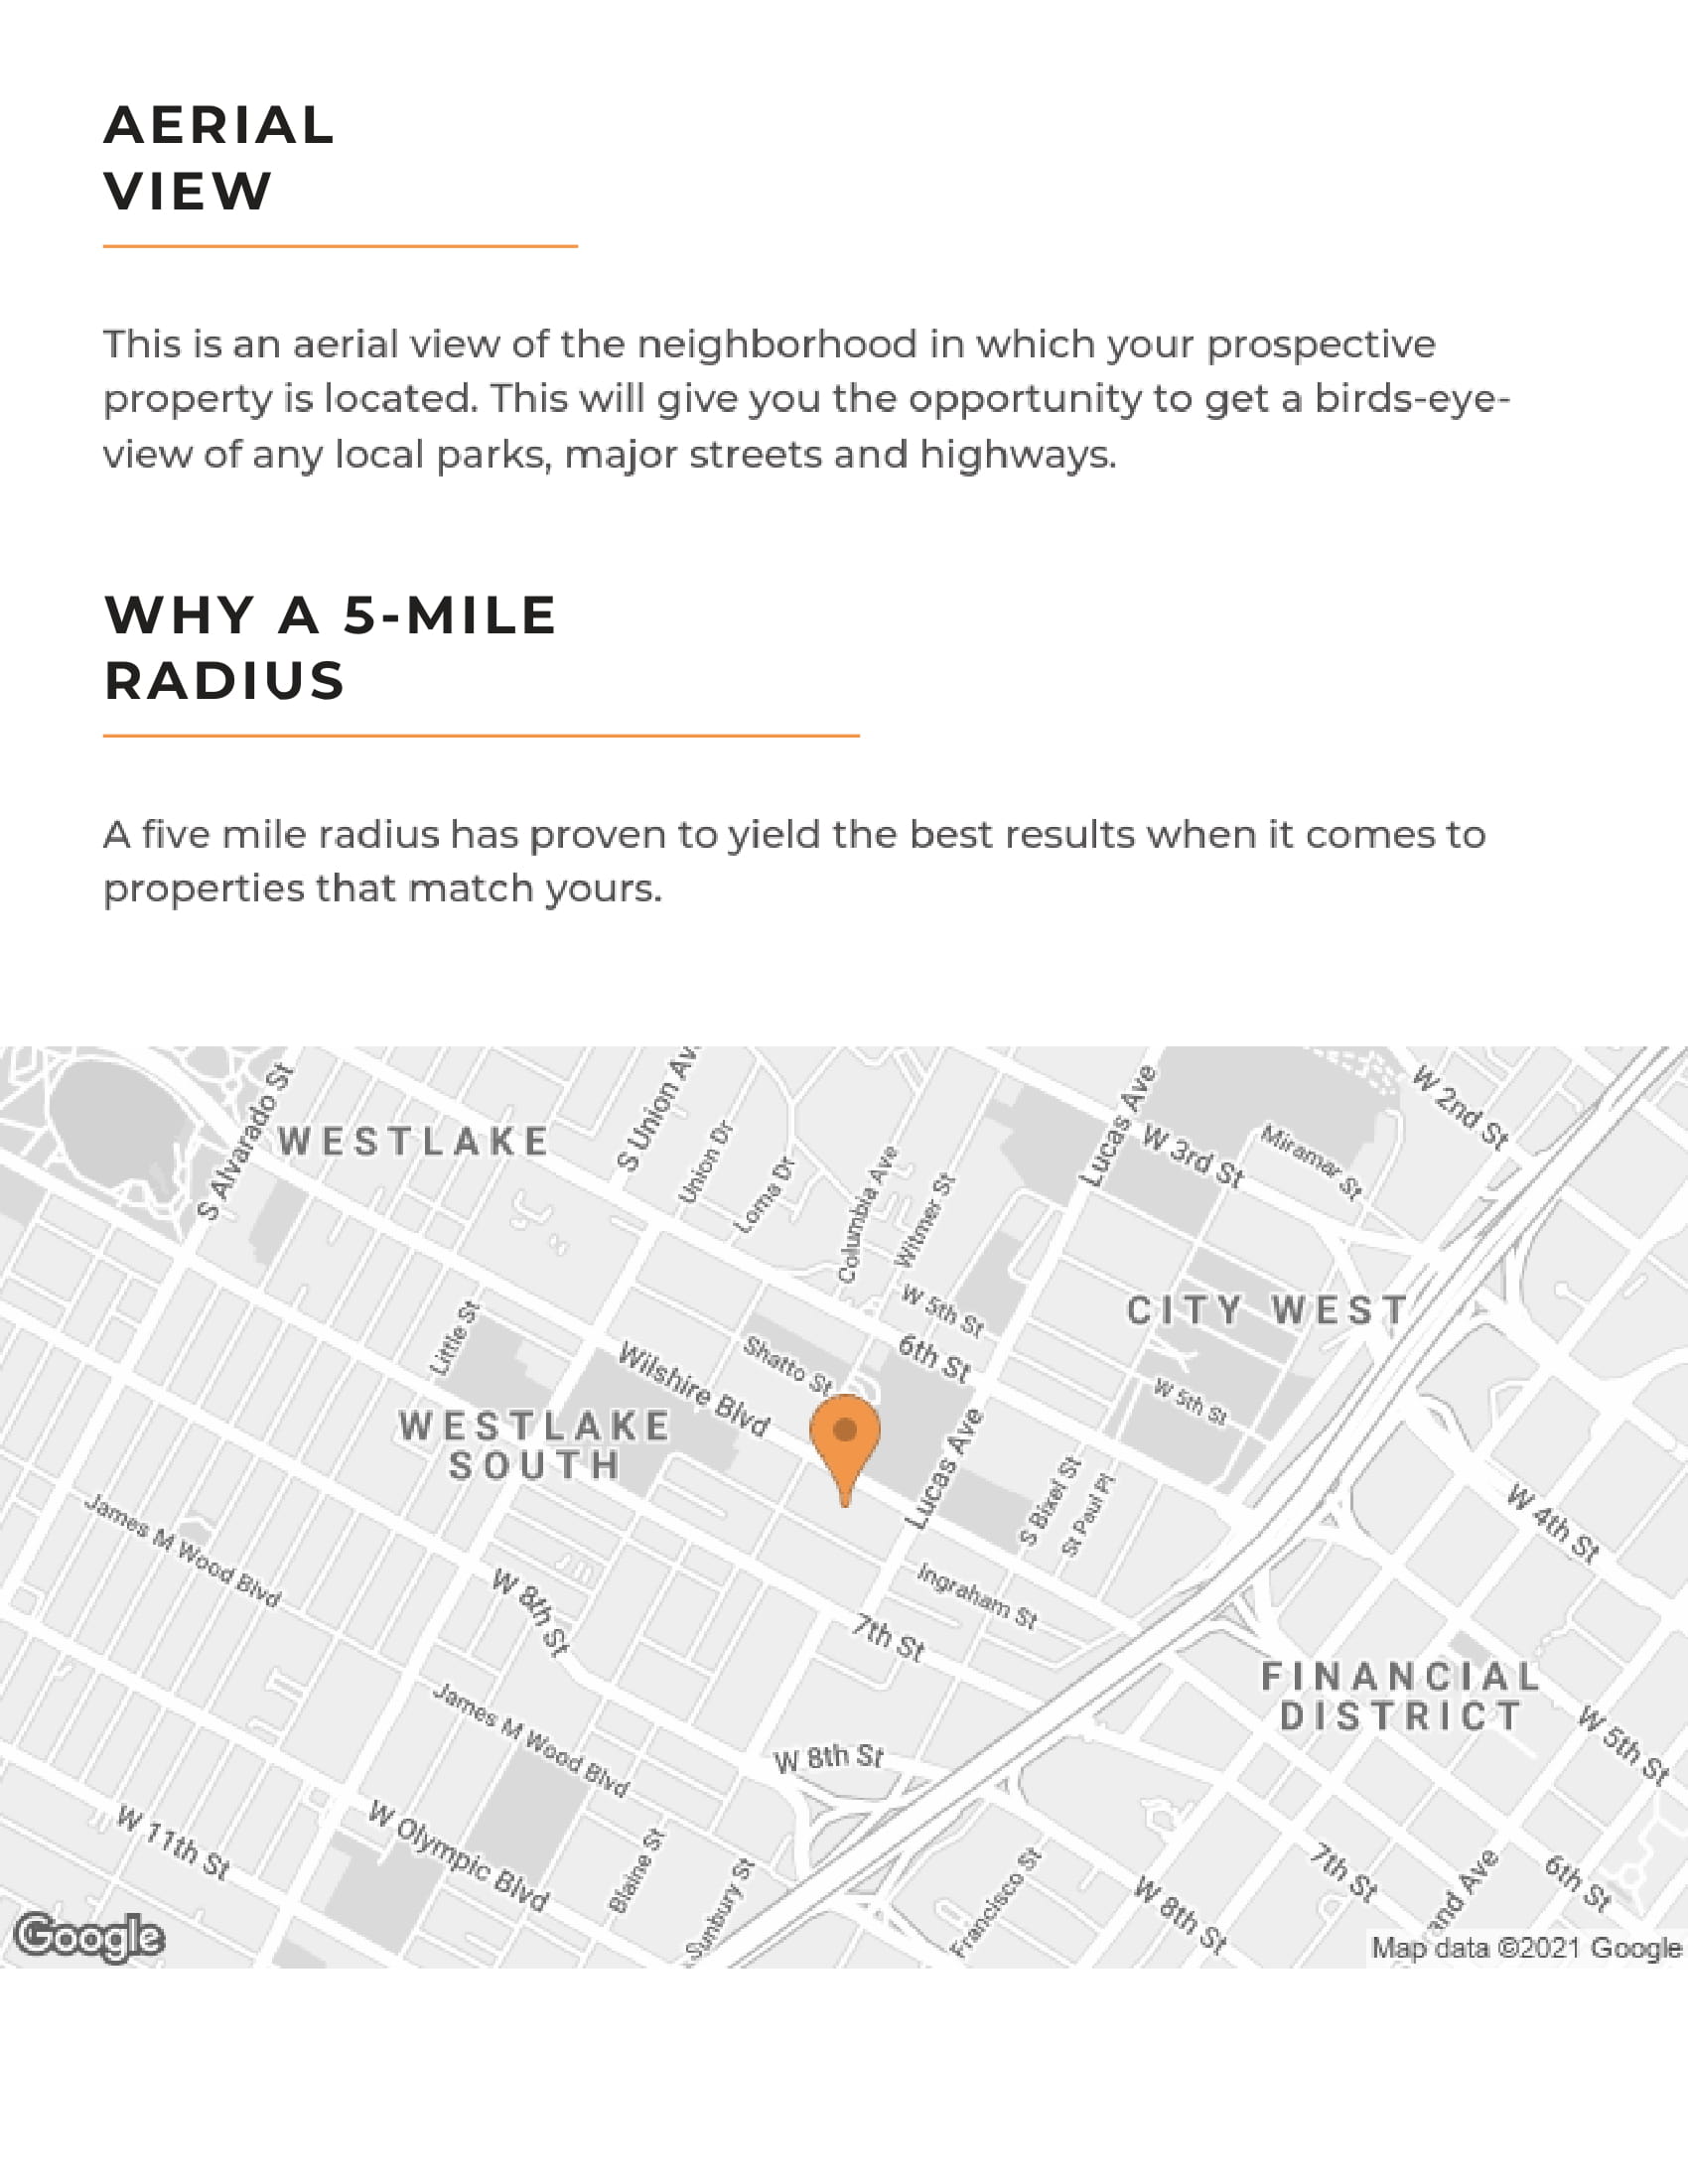 AERIAL
VIEW
This is an aerial view of the neighborhood in which your prospective
property is located. This will give you the opportunity to get a birds-eye-
view of any local parks, major streets and highways.
WHY A 5-MILE
RADIUS
A five mile radius has proven to yield the best results when it comes to
properties that match yours.
S Alvarado St
WESTLAKE
S Union Av
Union Dr
Loma Dr
Columbia Ave
Witmer St
Lucas Ave
W 3rd St
Miramar St
W 2nd St
W 5th St
6th St
CITY WEST
Little St
Wilshire Blvd
Shatto St
W 5th St
WESTLAKE
SOUTH
Lucas Ave
S Bixel St
St Paul Pl
W 4th St
James M Wood Blvd
W 8th St
Ingraham St
7th St
FINANCIAL
DISTRICT
James M Wood Blvd
W 8th St
W 5th St
W 11th St
W Olympic Blvd
Blaine St
Sunbury St
Francisco St
W 8th St
7th St
and Ave
6th St
Google
Map data ©2021 Google